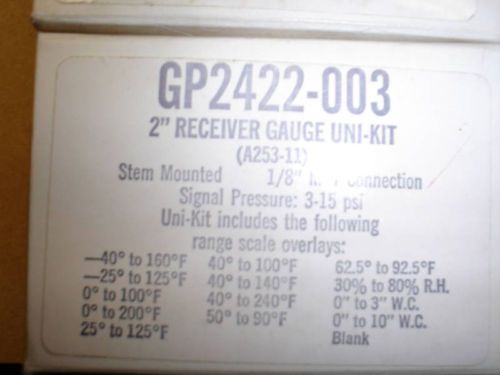 GP2422-003
2" RECEIVER GAUGE UNI-KIT
(A253-11)
Stem Mounted 1/8" Connection
Signal Pressure: 3-15 psi
Uni-Kit includes the following
range scale overlays:
—40° to 160°F 40° to 100°F 62.5° to 92.5°F
—25° to 125°F 40° to 140°F 30% to 80% R.H.
0° to 100°F 40° to 240°F 0" to 3" W.C.
0° to 200°F 50° to 90°F 0" to 10" W.C.
25° to 125°F Blank